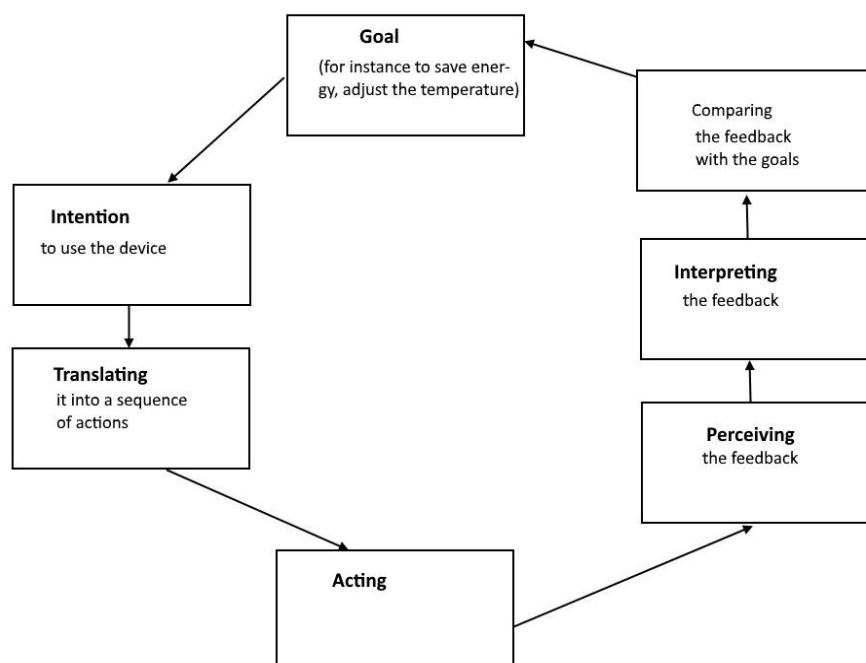 Goal
(for instance to save ener-
gy, adjust the temperature)
Intention
to use the device
Translating
it into a sequence
of actions
Acting
Perceiving
the feedback
Interpreting
the feedback
Comparing
the feedback
with the goals